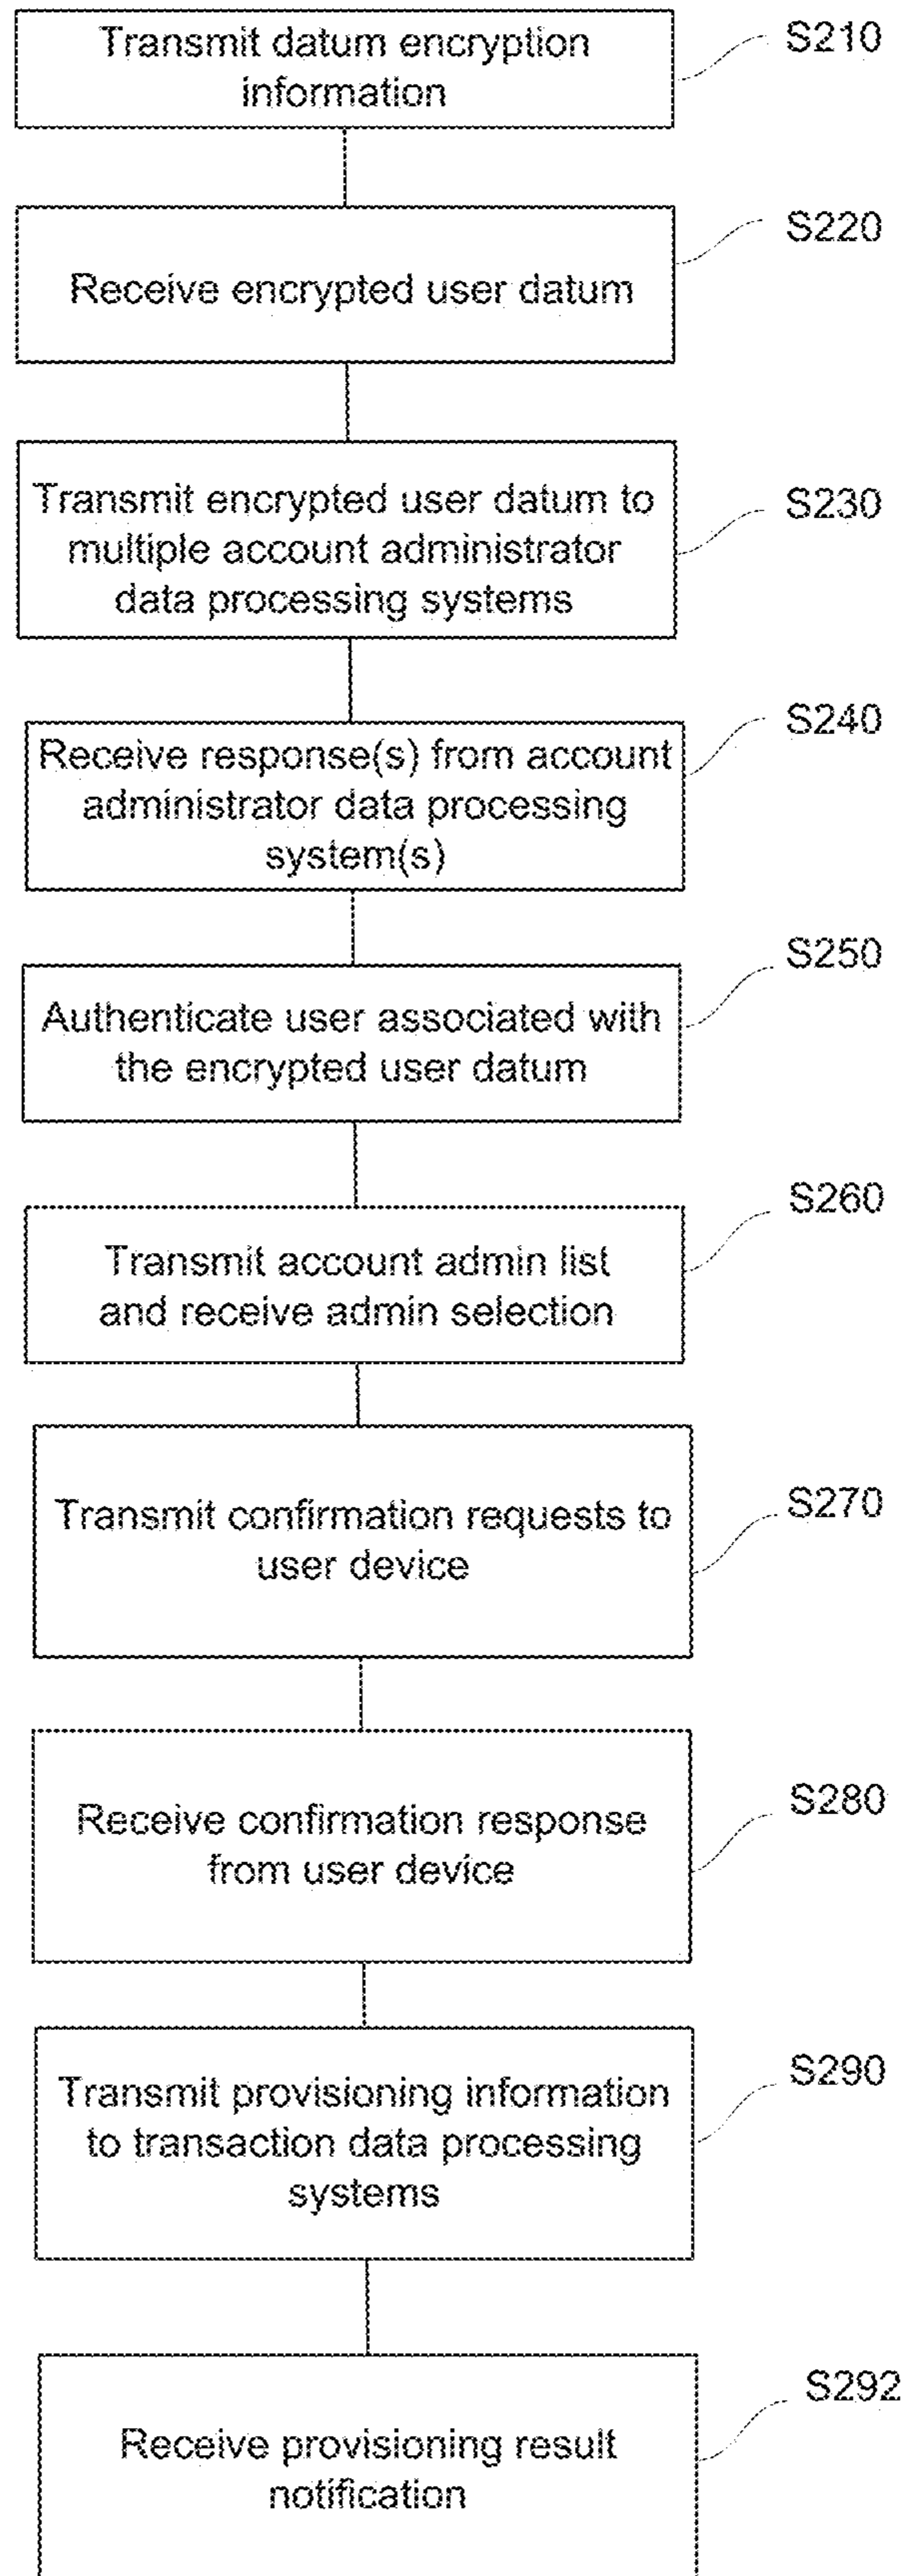 Transmit datum encryption
information
S210
Receive encrypted user datum
S220
Transmit encrypted user datum to
multiple account administrator
data processing systems
S230
Receive response(s) from account
administrator data processing
system(s)
S240
Authenticate user associated with
the encrypted user datum
S250
Transmit account admin list
and receive admin selection
S260
Transmit confirmation requests to
user device
S270
Receive confirmation response
from user device
S280
Transmit provisioning information
to transaction data processing
systems
S290
Receive provisioning result
notification
S292